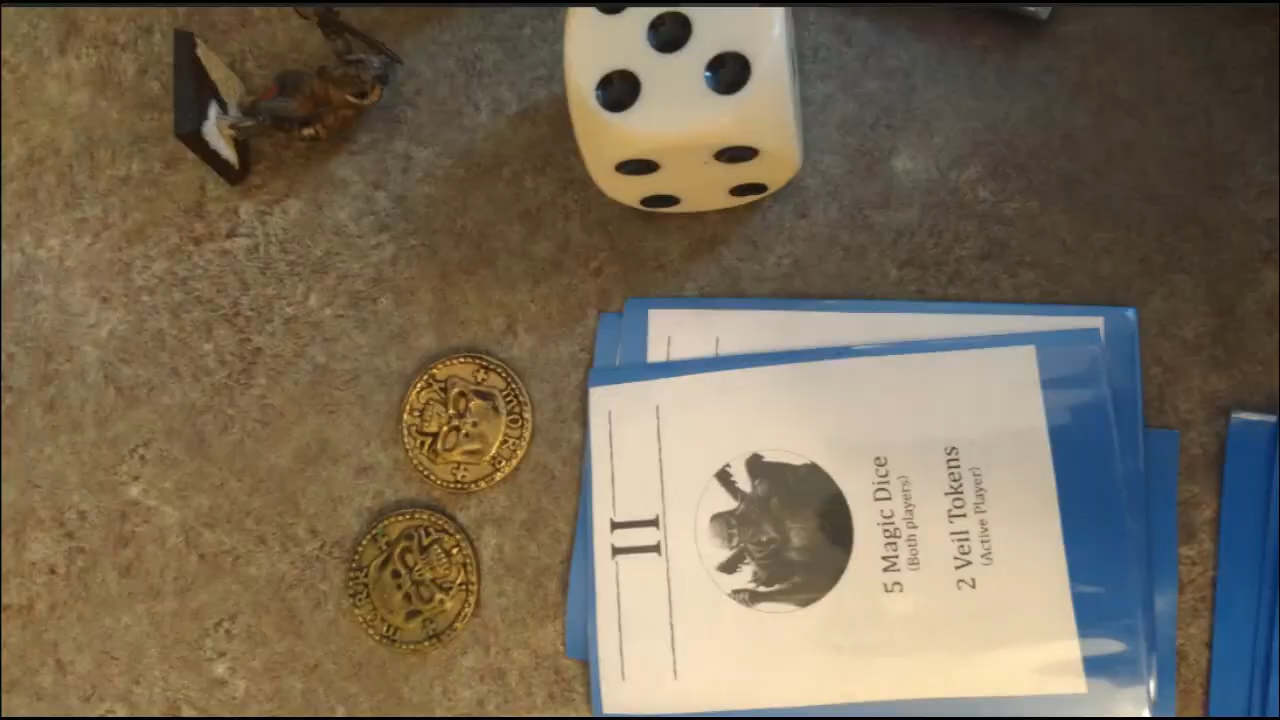 II
5 Magic Dice
(Both players)
2 Veil Tokens
(Active Player)